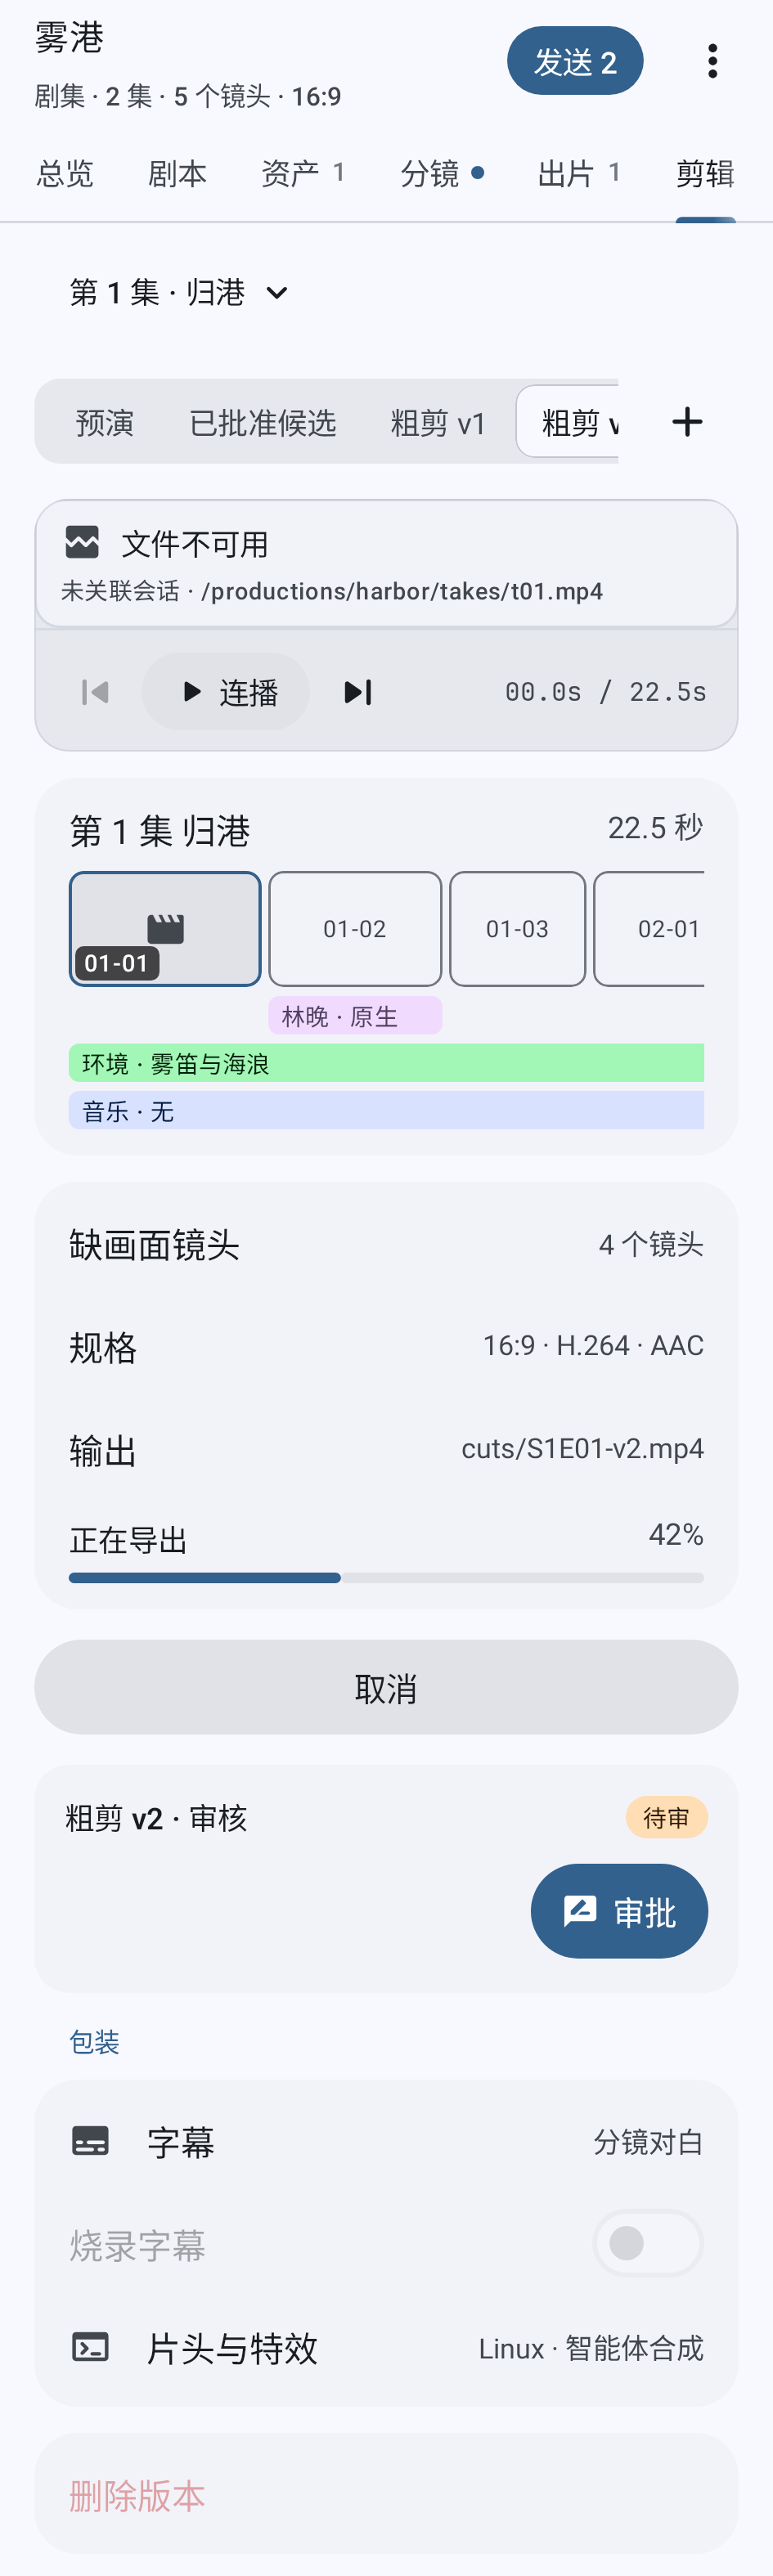 雾港
发送 2
剧集 · 2 集 · 5 个镜头 · 16:9
总览 剧本 资产 1 分镜 出片 1 剪辑
第 1 集 · 归港
预演 已批准候选 粗剪 v1 粗剪 v
文件不可用
未关联会话 · /productions/harbor/takes/t01.mp4
连播 00.0s / 22.5s
第 1 集 归港 22.5 秒
01-01 01-02 01-03 02-01
林晚 · 原生
环境 · 雾笛与海浪
音乐 · 无
缺画面镜头 4 个镜头
规格 16:9 · H.264 · AAC
输出 cuts/S1E01-v2.mp4
正在导出 42%
取消
粗剪 v2 · 审核 待审
审批
包装
字幕 分镜对白
烧录字幕
片头与特效 Linux · 智能体合成
删除版本